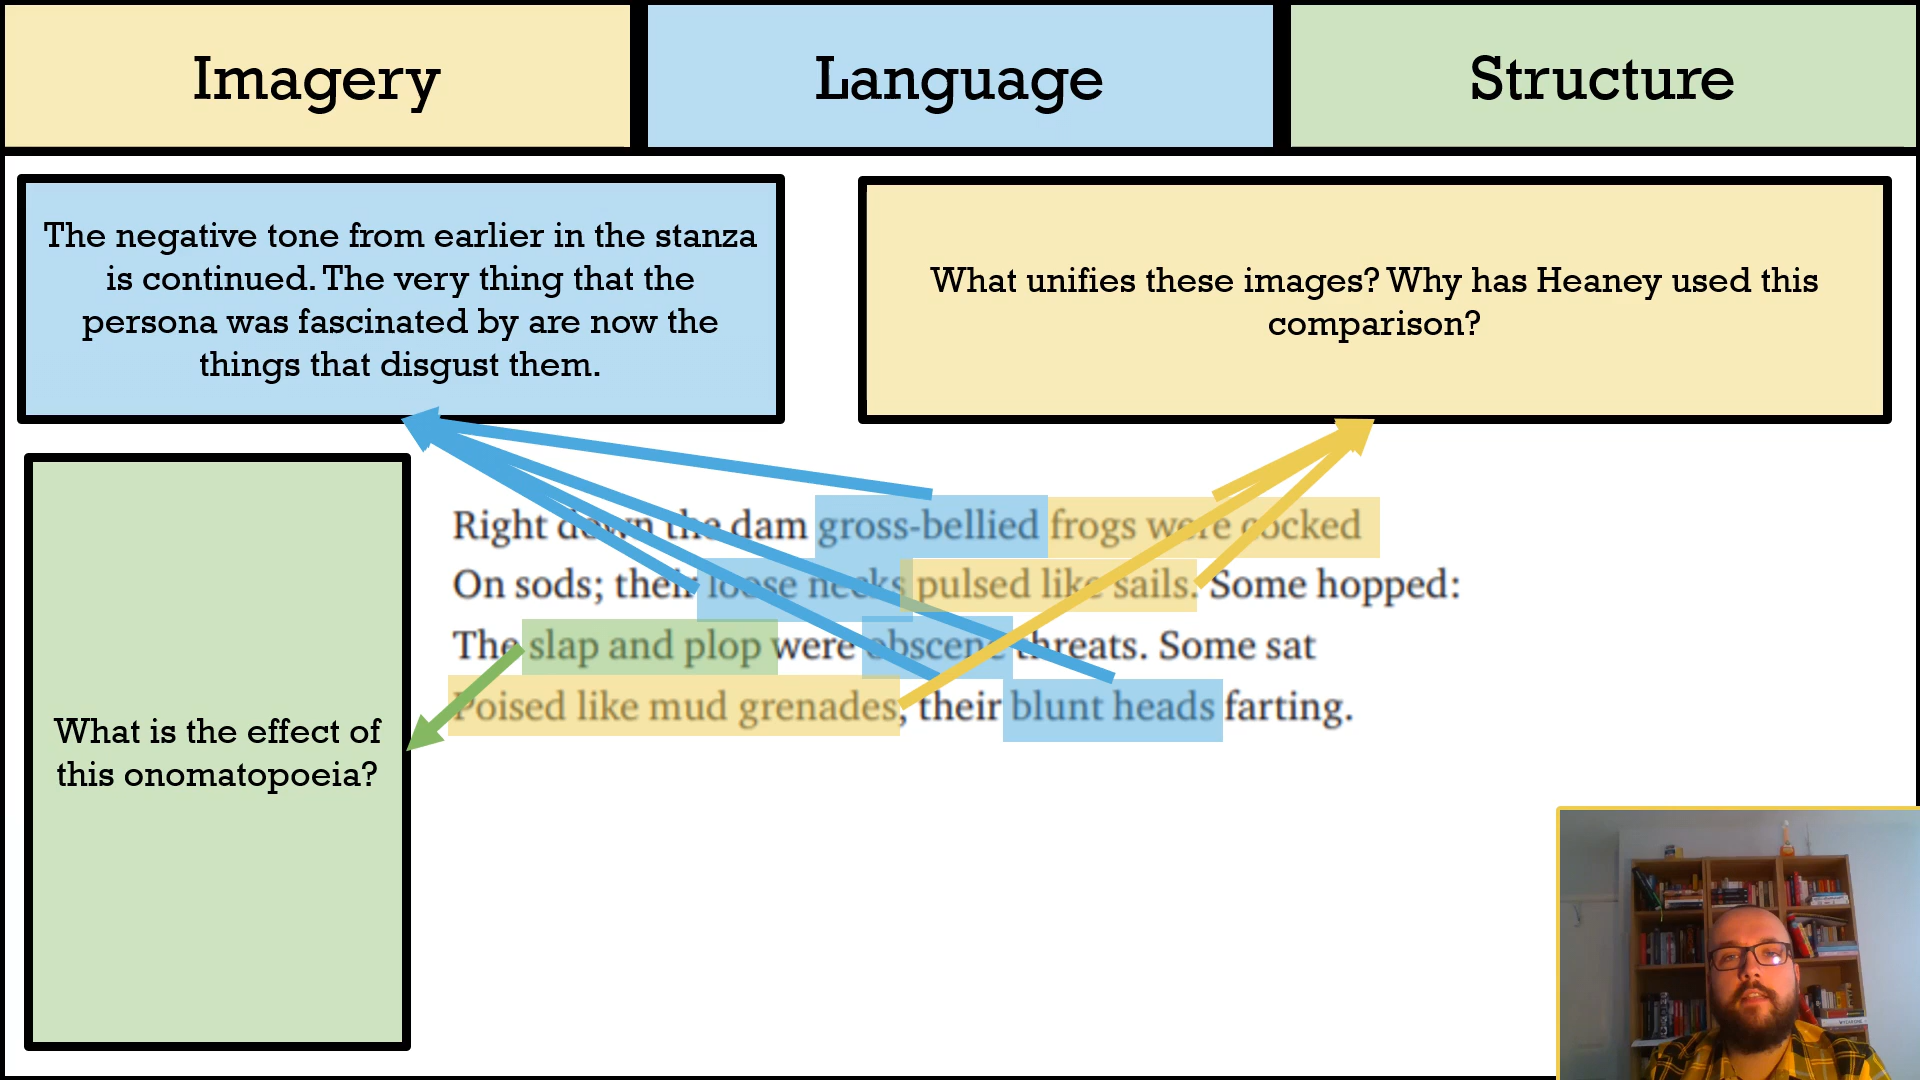 Imagery
Language
Structure
The negative tone from earlier in the stanza
is continued. The very thing that the
persona was fascinated by are now the
things that disgust them.
What unifies these images? Why has Heaney used this
comparison?
What is the effect of
this onomatopoeia?
Right down the dam gross-bellied frogs were cocked
On sods; their loose necks pulsed like sails. Some hopped:
The slap and plop were obscene threats. Some sat
Poised like mud grenades, their blunt heads farting.